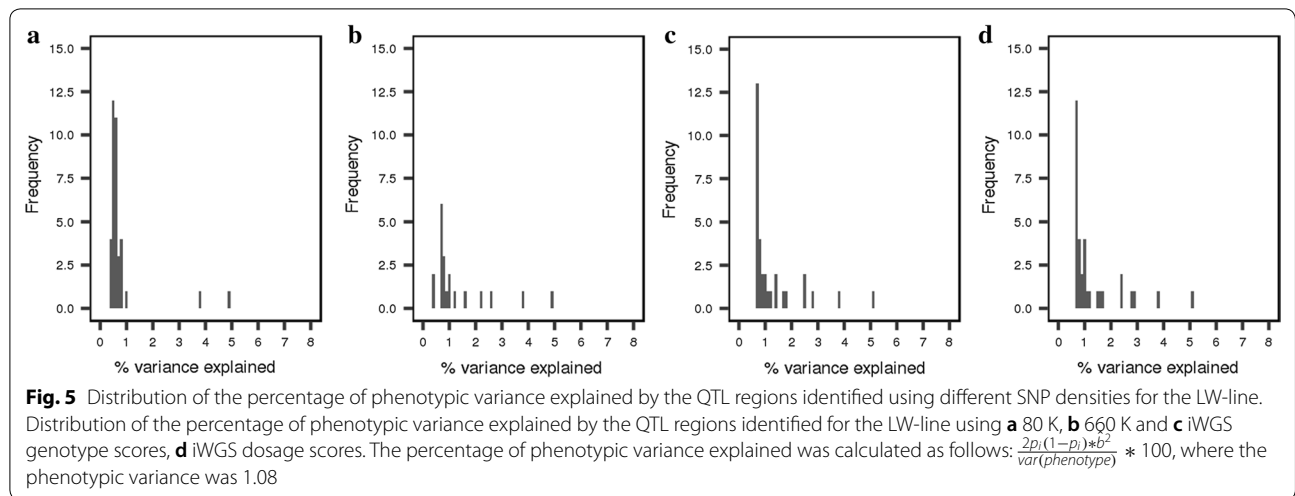 a
b
c
d
15.0
12.5
10.0
7.5
5.0
2.5
0.0
Frequency
0 1 2 3 4 5 6 7 8
% variance explained
15.0
12.5
10.0
7.5
5.0
2.5
0.0
Frequency
0 1 2 3 4 5 6 7 8
% variance explained
15.0
12.5
10.0
7.5
5.0
2.5
0.0
Frequency
0 1 2 3 4 5 6 7 8
% variance explained
15.0
12.5
10.0
7.5
5.0
2.5
0.0
Frequency
0 1 2 3 4 5 6 7 8
% variance explained
Fig. 5 Distribution of the percentage of phenotypic variance explained by the QTL regions identified using different SNP densities for the LW-line.
Distribution of the percentage of phenotypic variance explained by the QTL regions identified for the LW-line using a 80 K, b 660 K and c iWGS
genotype scores, d iWGS dosage scores. The percentage of phenotypic variance explained was calculated as follows: $\frac{2p_i(1-p_i)*\hat{b}^2}{var(phenotype)} * 100$, where the
phenotypic variance was 1.08